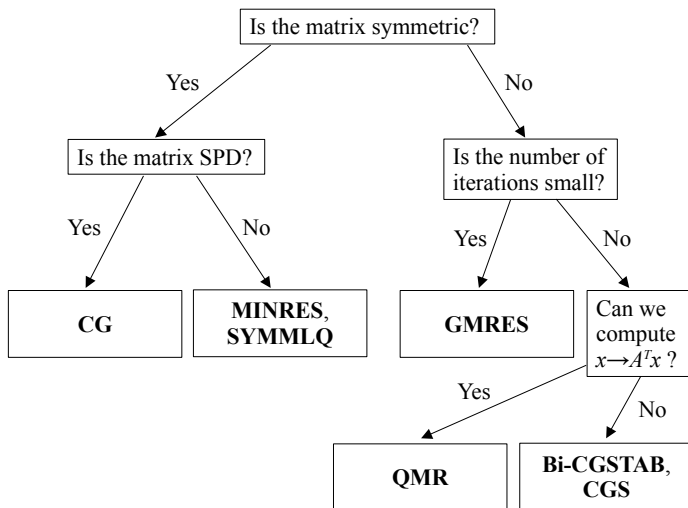 Is the matrix symmetric?
Yes
No
Is the matrix SPD?
Is the number of
iterations small?
Yes
No
Yes
No
CG
MINRES,
SYMMLQ
GMRES
Can we
compute
x→Aᵀx ?
Yes
No
QMR
Bi-CGSTAB,
CGS